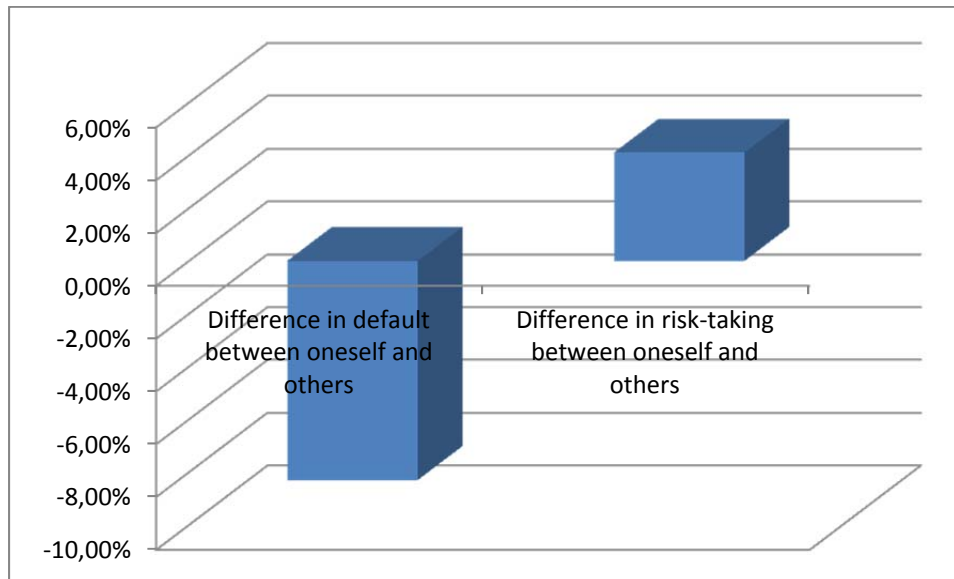 6,00%
4,00%
2,00%
0,00%
-2,00%
-4,00%
-6,00%
-8,00%
-10,00%
Difference in default
between oneself and
others
Difference in risk-taking
between oneself and
others